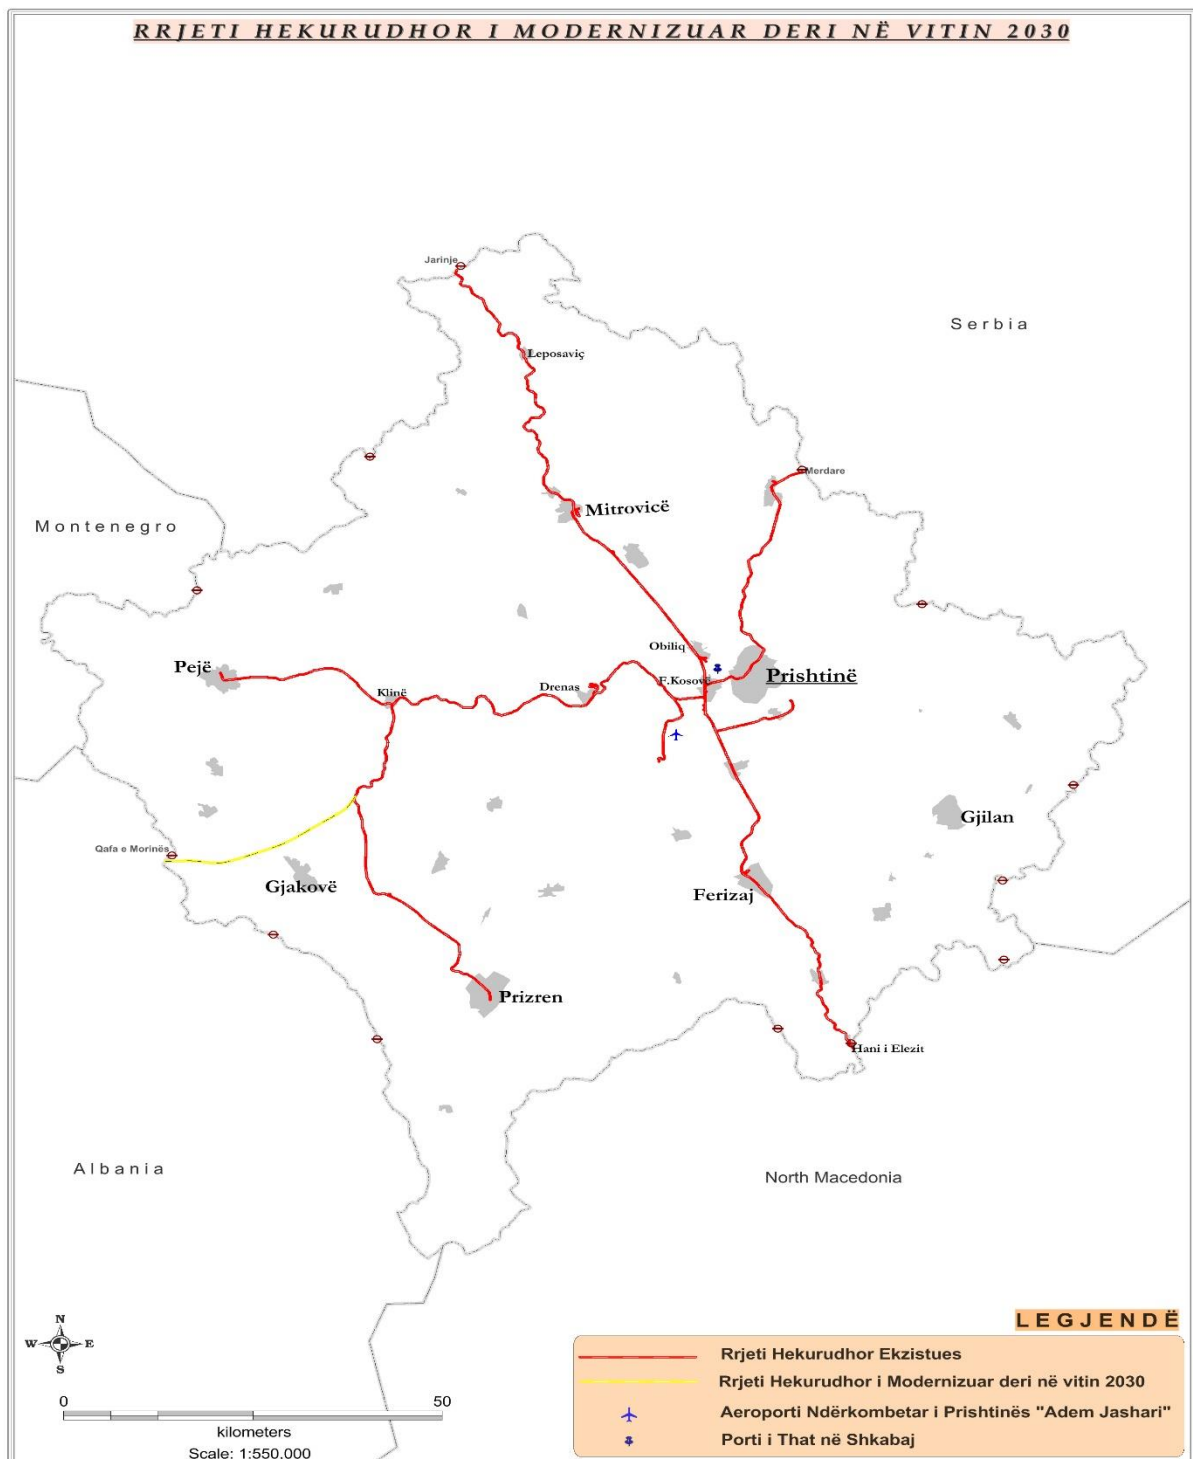 RRJETI HEKURUDHOR I MODERNIZUAR DERI NË VITIN 2030
Jarinje
Serbia
Leposaviç
Merdare
Mitrovicë
Montenegro
Obiliq
Pejë
Prishtinë
Drenas
F.Kosovë
Klinë
Gjilan
Qafa e Morinës
Gjakovë
Ferizaj
Prizren
Hani i Elezit
Albania
North Macedonia
LEGJENDË
N
W E
S
Rrjeti Hekurudhor Ekzistues
Rrjeti Hekurudhor i Modernizuar deri në vitin 2030
0 50
Aeroporti Ndërkombetar i Prishtinës "Adem Jashari"
kilometers
Porti i That në Shkabaj
Scale: 1:550,000